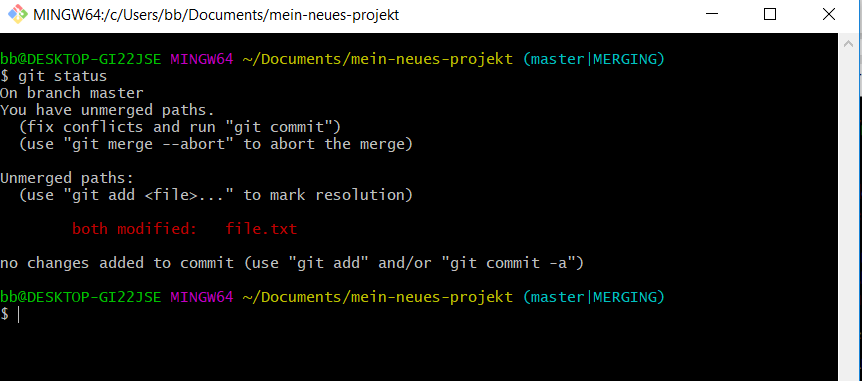 MINGW64:/c/Users/bb/Documents/mein-neues-projekt
bb@DESKTOP-GI22JSE MINGW64 ~/Documents/mein-neues-projekt (master|MERGING)
$ git status
On branch master
You have unmerged paths.
  (fix conflicts and run "git commit")
  (use "git merge --abort" to abort the merge)
Unmerged paths:
  (use "git add <file>..." to mark resolution)
        both modified:   file.txt
no changes added to commit (use "git add" and/or "git commit -a")
bb@DESKTOP-GI22JSE MINGW64 ~/Documents/mein-neues-projekt (master|MERGING)
$